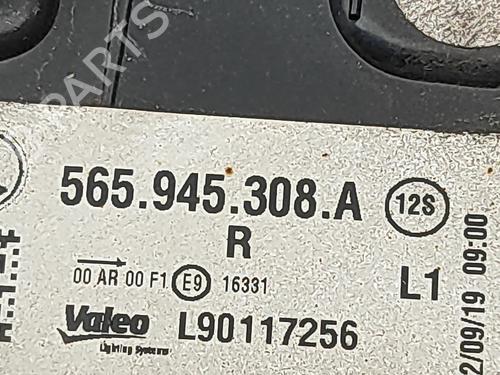 PARTS
565.945.308.A
12S
R
00 AR 00 F1 E9 16331
L1
Valeo L90117256
Lighting Systems
2/09/19 09:00